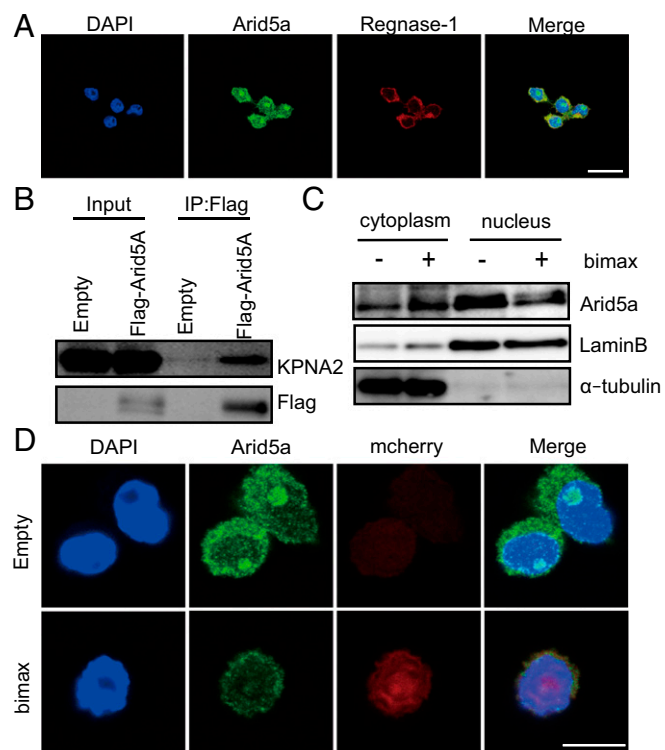 A
DAPI Arid5a Regnase-1 Merge
B
Input IP:Flag
Empty Flag-Arid5A Empty Flag-Arid5A
KPNA2
Flag
C
cytoplasm nucleus
- + - + bimax
Arid5a
LaminB
α-tubulin
D
DAPI Arid5a mcherry Merge
Empty
bimax